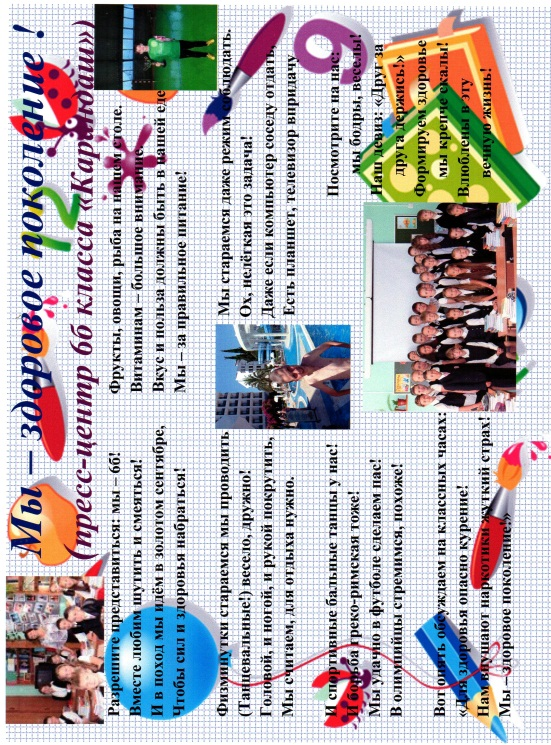 Мы – здоровое поколение !
(пресс-центр 6б класса «Карандаш»)
Разрешите представиться: мы – 6б!
Вместе любим шутить и смеяться!
И в поход мы идём в золотом сентябре,
Чтобы сил и здоровья набраться!
Фрукты, овощи, рыба на нашем столе.
Витаминам – большое внимание.
Вкус и польза должны быть в нашей еде
Мы – за правильное питание!
Физминутки стараемся мы проводить
(Танцевальные!) весело, дружно!
Головой, и ногой, и рукой покрутить,
Мы считаем, для отдыха нужно.
Мы стараемся даже режим соблюдать.
Ох, нелёгкая это задача!
Даже если компьютер соседу отдать,
Есть планшет, телевизор впридачу
И спортивные бальные танцы у нас!
И борьба греко-римская тоже!
Мы удачно в футболе сделаем пас!
В олимпийцы стремимся, похоже!
Посмотрите на нас:
мы бодры, веселы!
Наш девиз: «Друг за
друга держись!»
Формируем здоровье
мы крепче скалы!
Влюблены в эту
вечную жизнь!
Вот опять обсуждаем на классных часах:
«Для здоровья опасно курение!
Нам внушают наркотики жуткий страх!
Мы – здоровое поколение!»
12
6